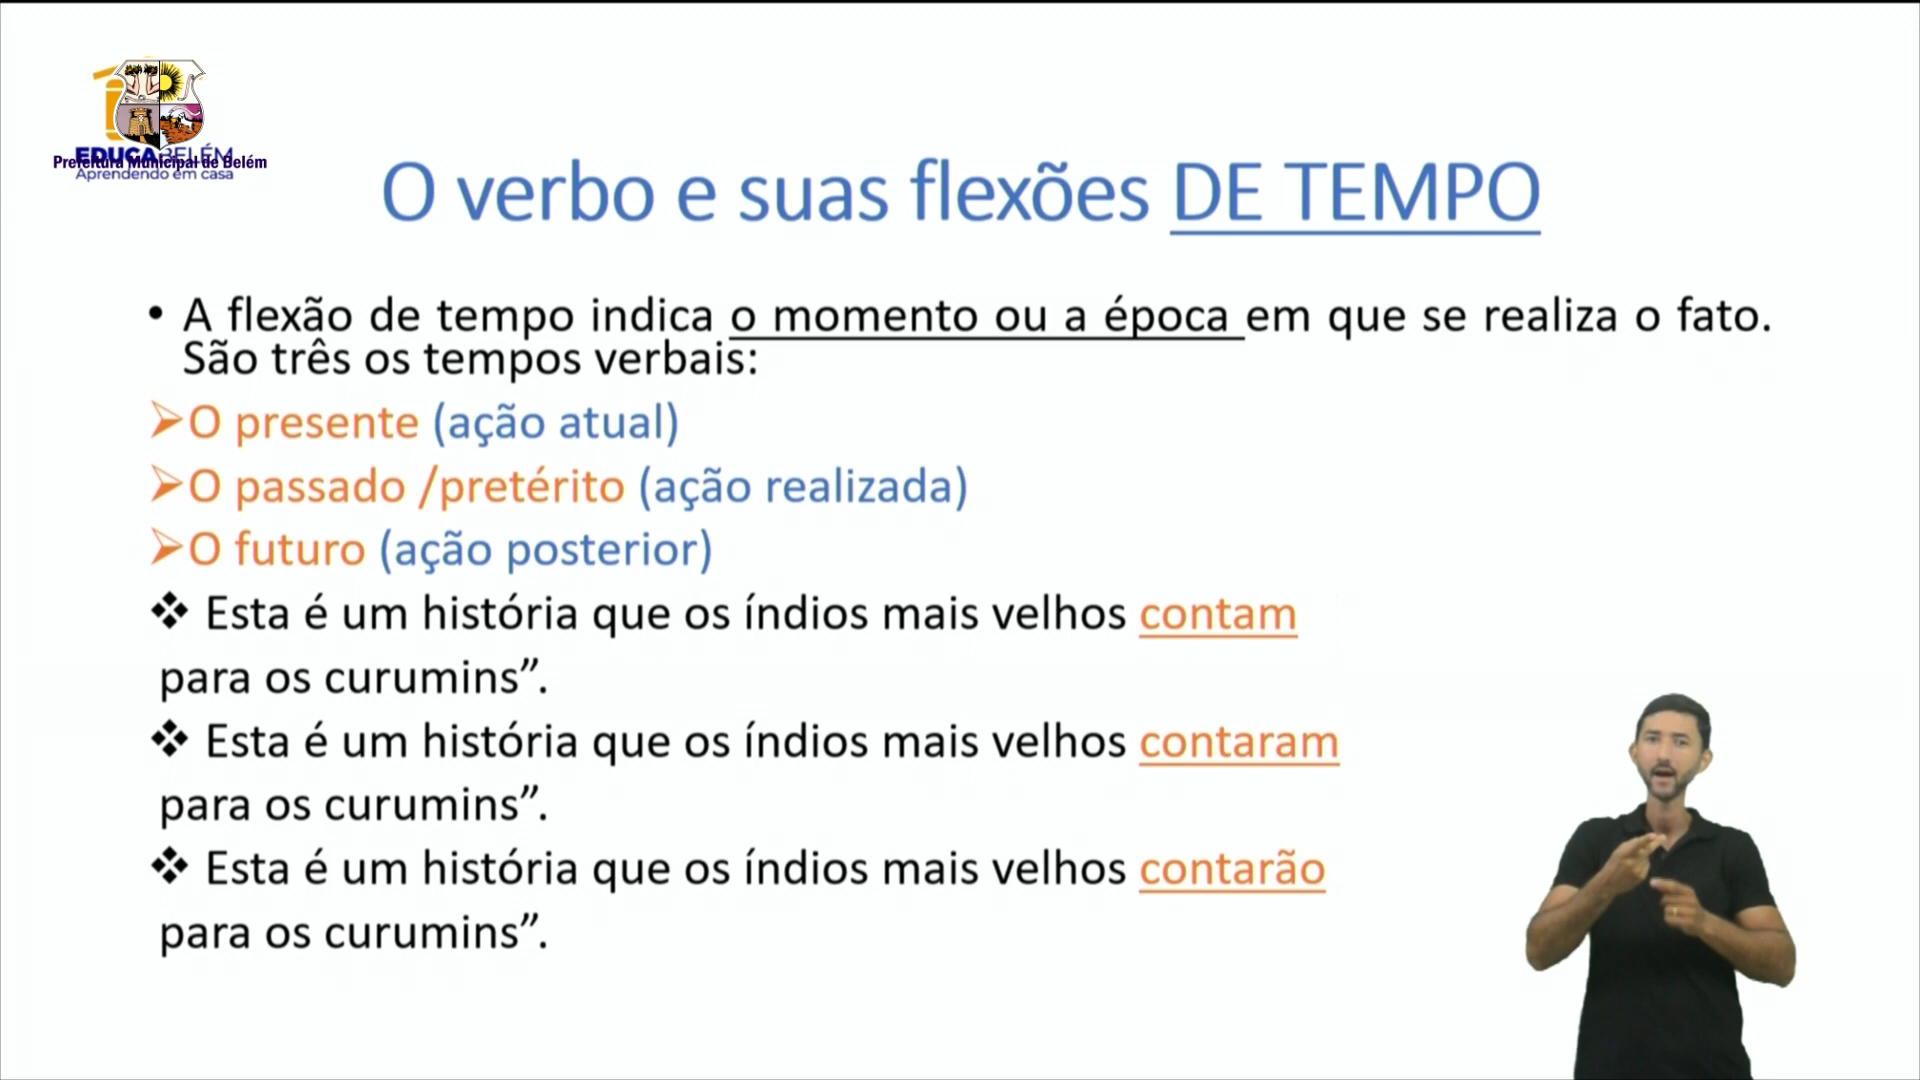 EDUCABELÉM
Prefeitura Municipal de Belém
Aprendendo em casa
O verbo e suas flexões DE TEMPO
• A flexão de tempo indica o momento ou a época em que se realiza o fato.
São três os tempos verbais:
➢O presente (ação atual)
➢O passado /pretérito (ação realizada)
➢O futuro (ação posterior)
❖ Esta é um história que os índios mais velhos contam
para os curumins”.
❖ Esta é um história que os índios mais velhos contaram
para os curumins”.
❖ Esta é um história que os índios mais velhos contarão
para os curumins”.